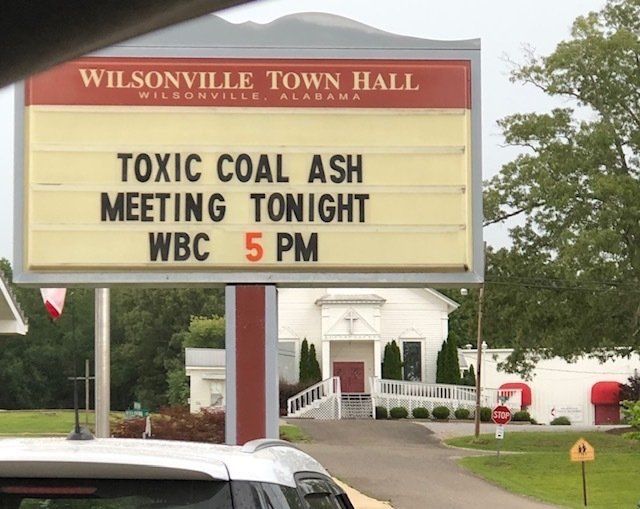 WILSONVILLE TOWN HALL
WILSONVILLE, ALABAMA
TOXIC COAL ASH
MEETING TONIGHT
WBC 5 PM
STOP